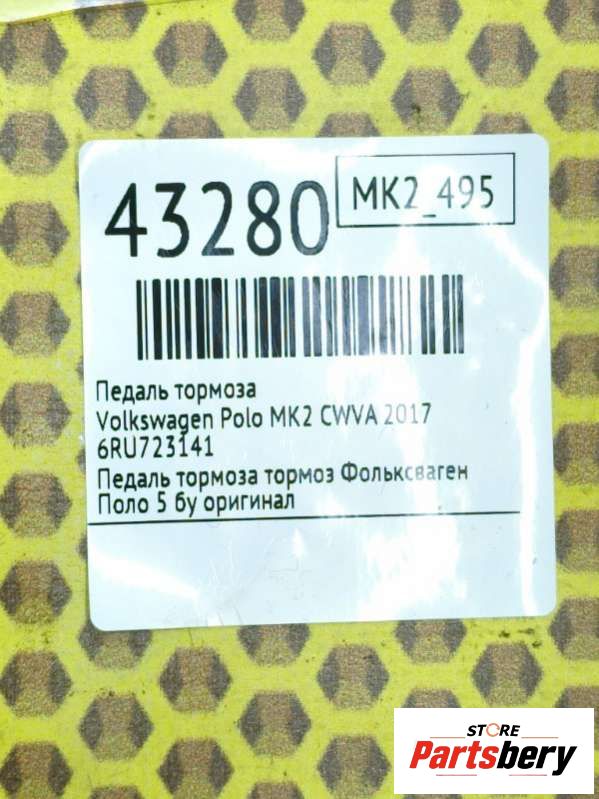 43280
MK2_495
Педаль тормоза
Volkswagen Polo MK2 CWVA 2017
6RU723141
Педаль тормоза тормоз Фольксваген
Поло 5 бу оригинал
STORE
Partsbery